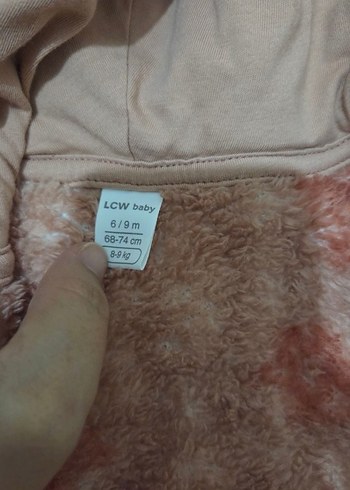 LCW baby
6 / 9 m
68-74 cm
8-9 kg